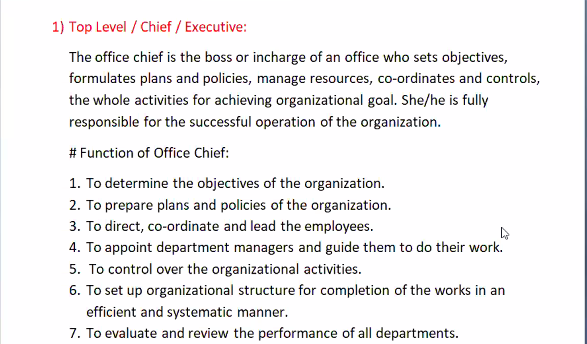 1) Top Level / Chief / Executive:
The office chief is the boss or incharge of an office who sets objectives,
formulates plans and policies, manage resources, co-ordinates and controls,
the whole activities for achieving organizational goal. She/he is fully
responsible for the successful operation of the organization.
# Function of Office Chief:
1. To determine the objectives of the organization.
2. To prepare plans and policies of the organization.
3. To direct, co-ordinate and lead the employees.
4. To appoint department managers and guide them to do their work.
5. To control over the organizational activities.
6. To set up organizational structure for completion of the works in an
efficient and systematic manner.
7. To evaluate and review the performance of all departments.